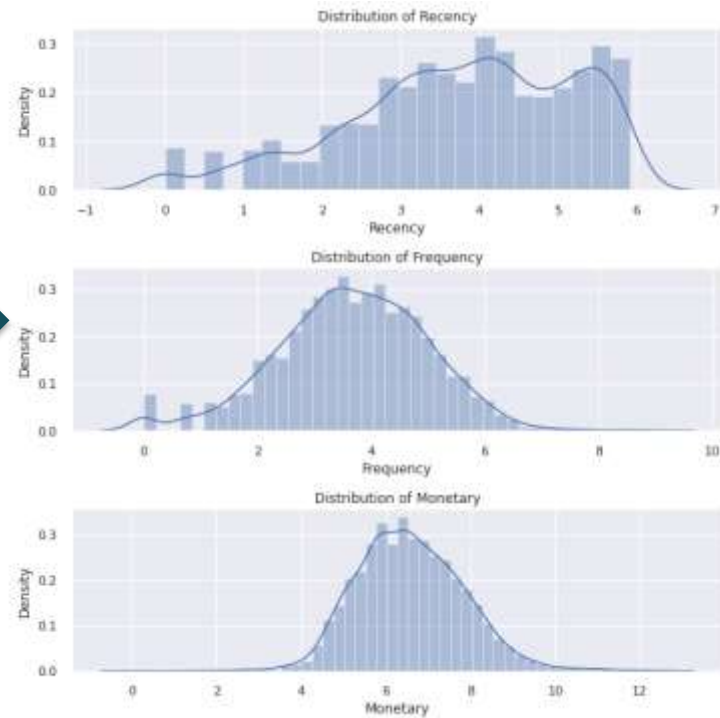 Distribution of Recency
0.3
0.2
0.1
0.0
Density
−1 0 1 2 3 4 5 6 7
Recency
Distribution of Frequency
0.3
0.2
0.1
0.0
Density
0 2 4 6 8 10
Frequency
Distribution of Monetary
0.3
0.2
0.1
0.0
Density
0 2 4 6 8 10 12
Monetary